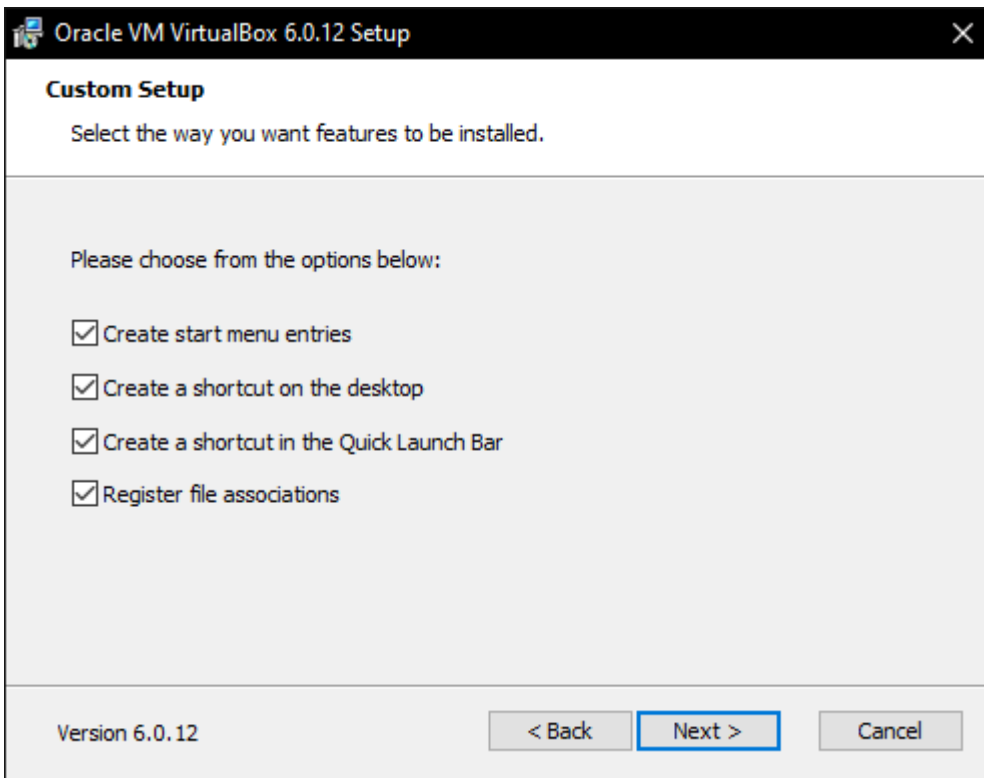 Oracle VM VirtualBox 6.0.12 Setup
Custom Setup
Select the way you want features to be installed.
Please choose from the options below:
Create start menu entries
Create a shortcut on the desktop
Create a shortcut in the Quick Launch Bar
Register file associations
Version 6.0.12
< Back
Next >
Cancel